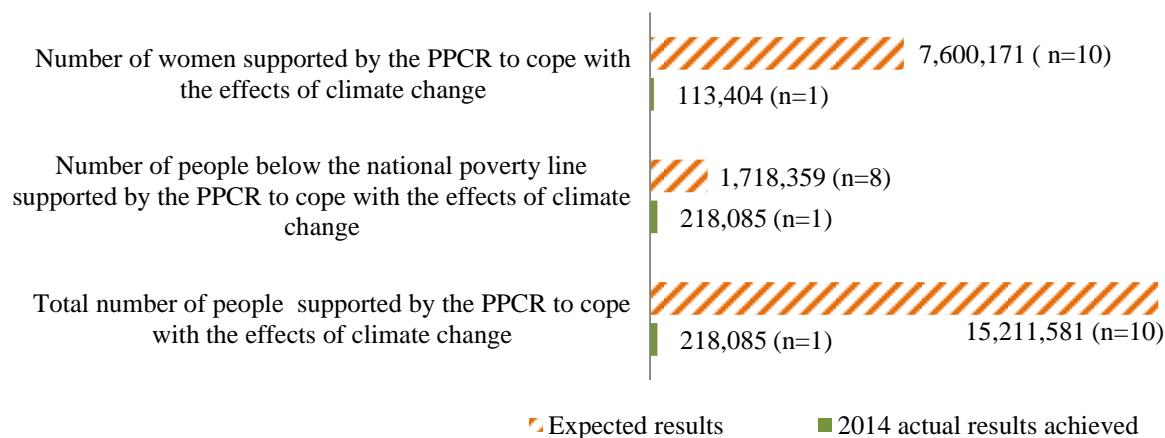 Number of women supported by the PPCR to cope with
the effects of climate change
7,600,171 ( n=10)
113,404 (n=1)
Number of people below the national poverty line
supported by the PPCR to cope with the effects of climate
change
1,718,359 (n=8)
218,085 (n=1)
Total number of people supported by the PPCR to cope
with the effects of climate change
15,211,581 (n=10)
218,085 (n=1)
Expected results
2014 actual results achieved